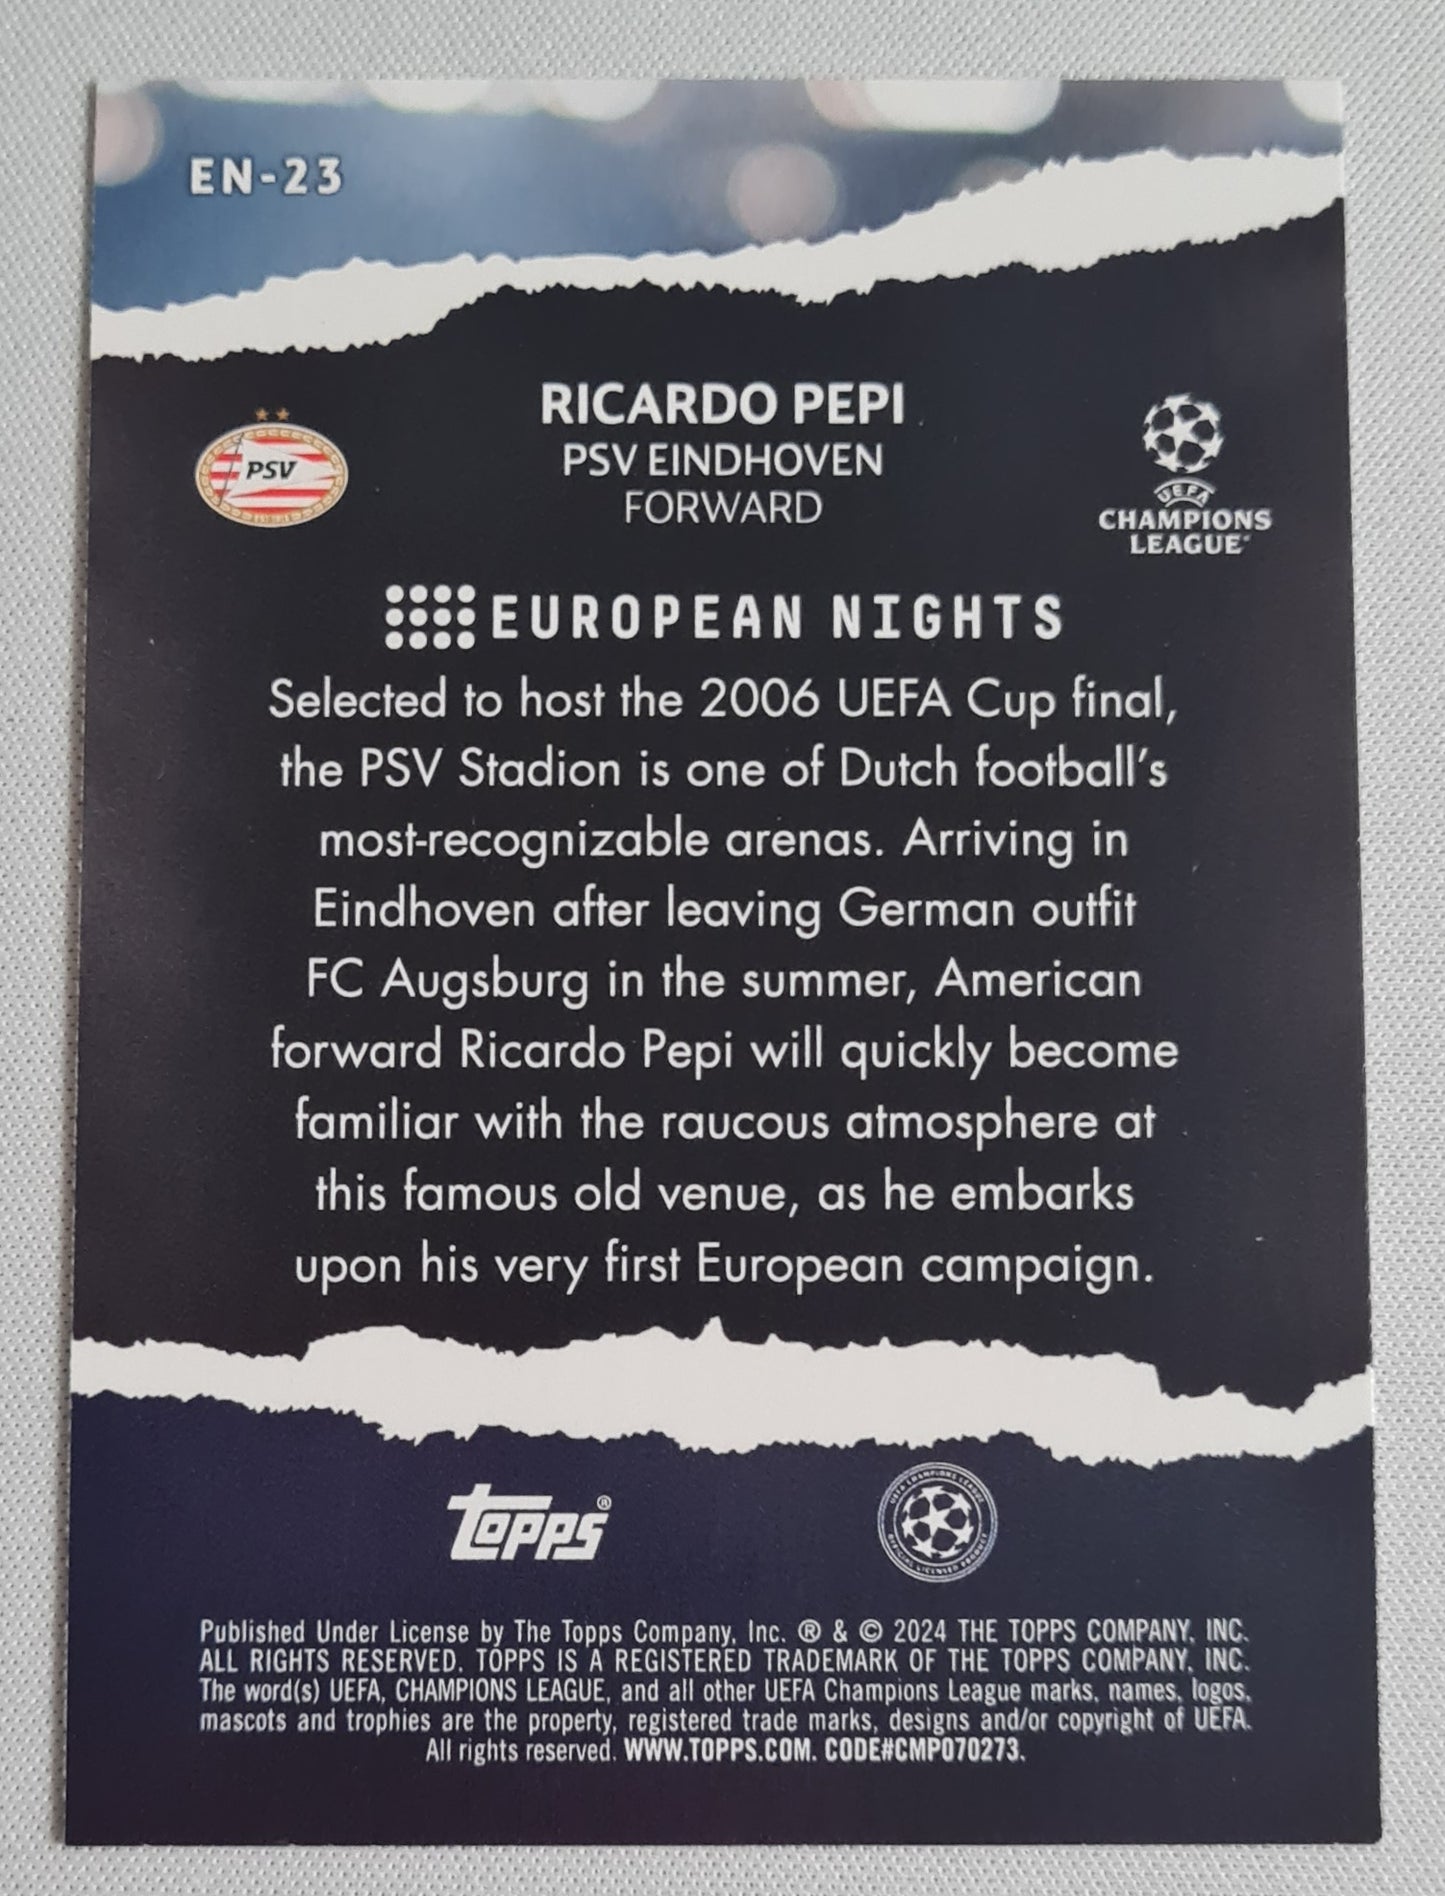 EN-23
RICARDO PEPI
PSV EINDHOVEN
FORWARD
PSV
UEFA
CHAMPIONS
LEAGUE
EUROPEAN NIGHTS
Selected to host the 2006 UEFA Cup final,
the PSV Stadion is one of Dutch football's
most-recognizable arenas. Arriving in
Eindhoven after leaving German outfit
FC Augsburg in the summer, American
forward Ricardo Pepi will quickly become
familiar with the raucous atmosphere at
this famous old venue, as he embarks
upon his very first European campaign.
TOPPS®
UEFA CHAMPIONS LEAGUE
OFFICIAL LICENSED PRODUCT
Published Under License by The Topps Company, Inc. ® & © 2024 THE TOPPS COMPANY, INC.
ALL RIGHTS RESERVED. TOPPS IS A REGISTERED TRADEMARK OF THE TOPPS COMPANY, INC.
The word(s) UEFA, CHAMPIONS LEAGUE, and all other UEFA Champions League marks, names, logos,
mascots and trophies are the property, registered trade marks, designs and/or copyright of UEFA.
All rights reserved. WWW.TOPPS.COM. CODE#CMP070273.